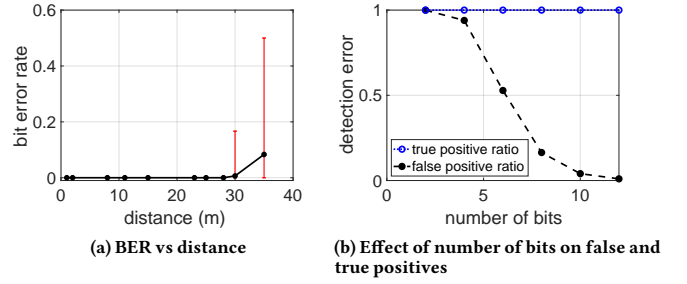 0.6
0.4
0.2
0
bit error rate
0
10
20
30
40
distance (m)
(a) BER vs distance
1
0.5
0
detection error
true positive ratio
false positive ratio
0
5
10
number of bits
(b) Effect of number of bits on false and
true positives